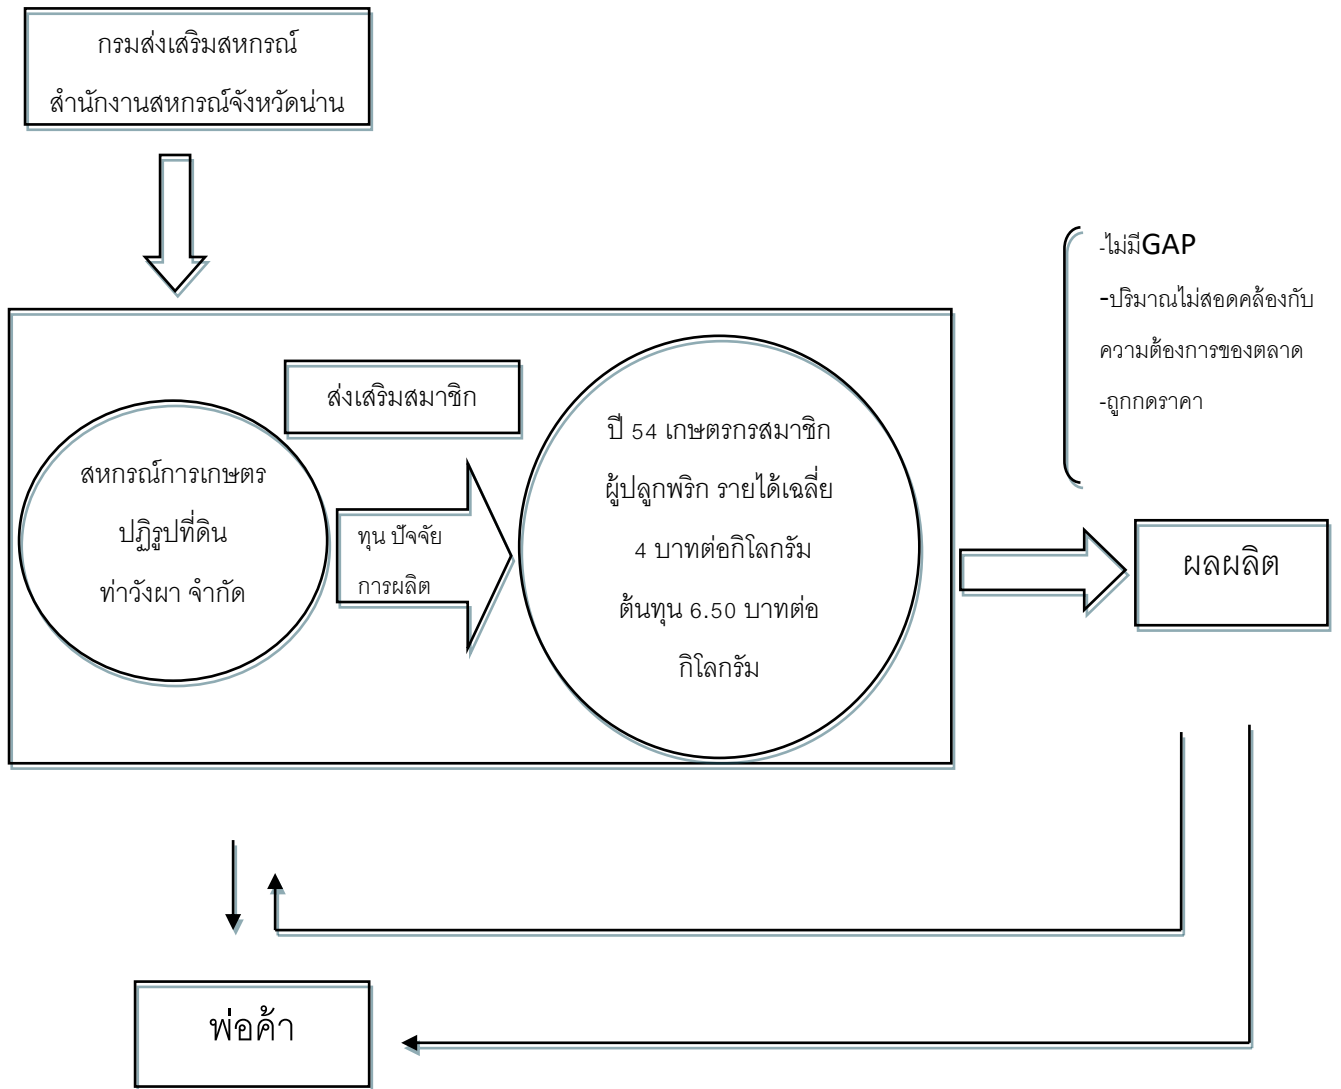 กรมส่งเสริมสหกรณ์
สำนักงานสหกรณ์จังหวัดน่าน
-ไม่มีGAP
-ปริมาณไม่สอดคล้องกับ
ความต้องการของตลาด
-ถูกกดราคา
ส่งเสริมสมาชิก
สหกรณ์การเกษตร
ปฏิรูปที่ดิน
ท่าวังผา จำกัด
ทุน ปัจจัย
การผลิต
ปี 54 เกษตรกรสมาชิก
ผู้ปลูกพริก รายได้เฉลี่ย
4 บาทต่อกิโลกรัม
ต้นทุน 6.50 บาทต่อ
กิโลกรัม
ผลผลิต
พ่อค้า